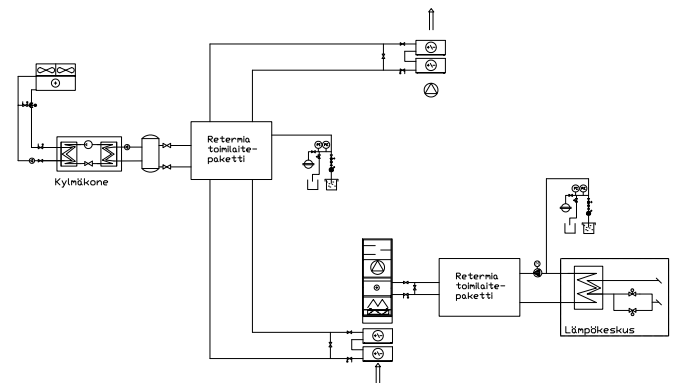 Retermia
toimilaite-
paketti
Kylmäkone
Retermia
toimilaite-
paketti
Lämpökeskus